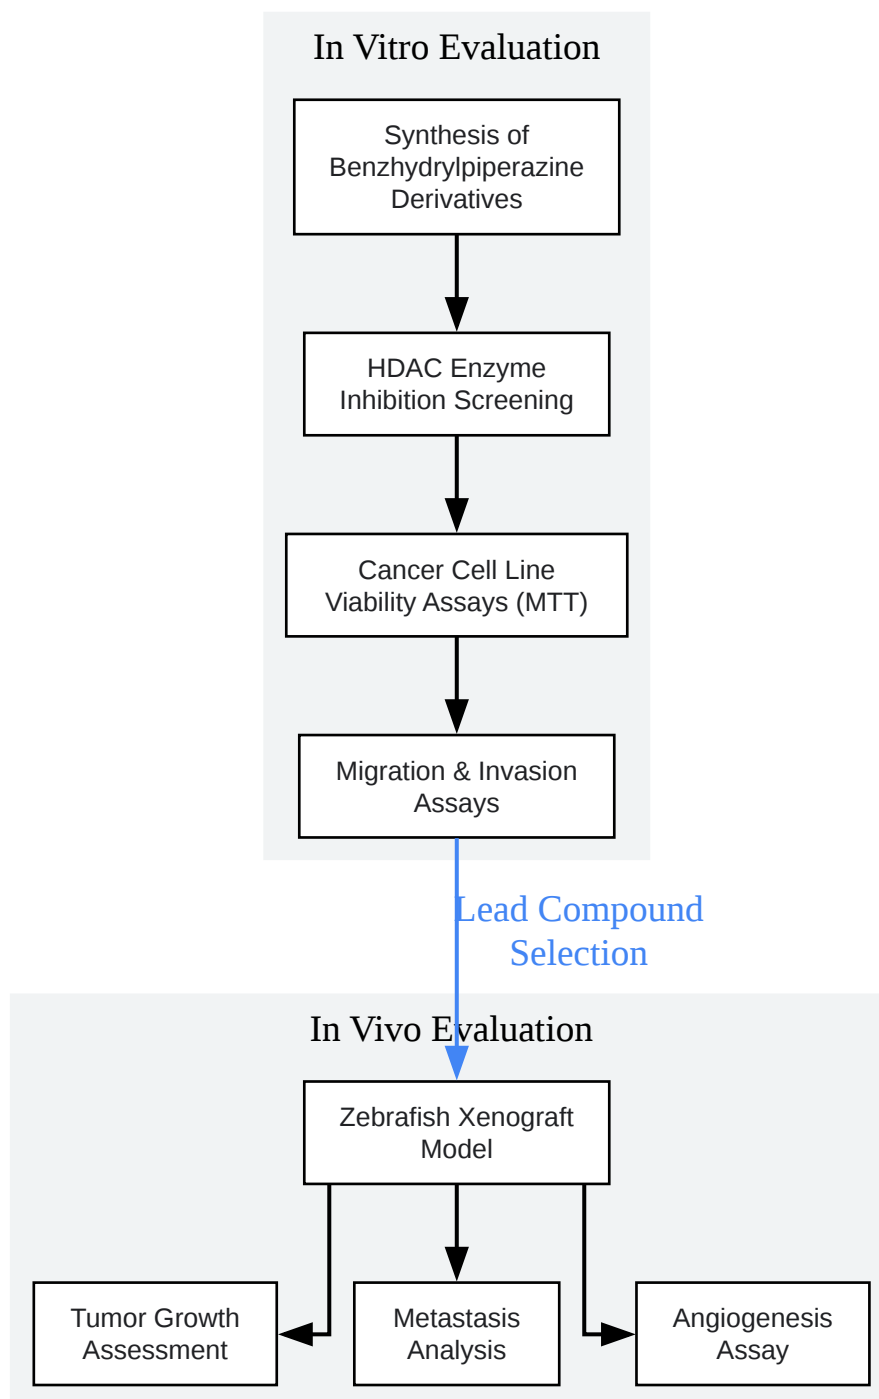 In Vitro Evaluation
Synthesis of
Benzhydrylpiperazine
Derivatives
HDAC Enzyme
Inhibition Screening
Cancer Cell Line
Viability Assays (MTT)
Migration & Invasion
Assays
Lead Compound
Selection
In Vivo Evaluation
Zebrafish Xenograft
Model
Tumor Growth
Assessment
Metastasis
Analysis
Angiogenesis
Assay